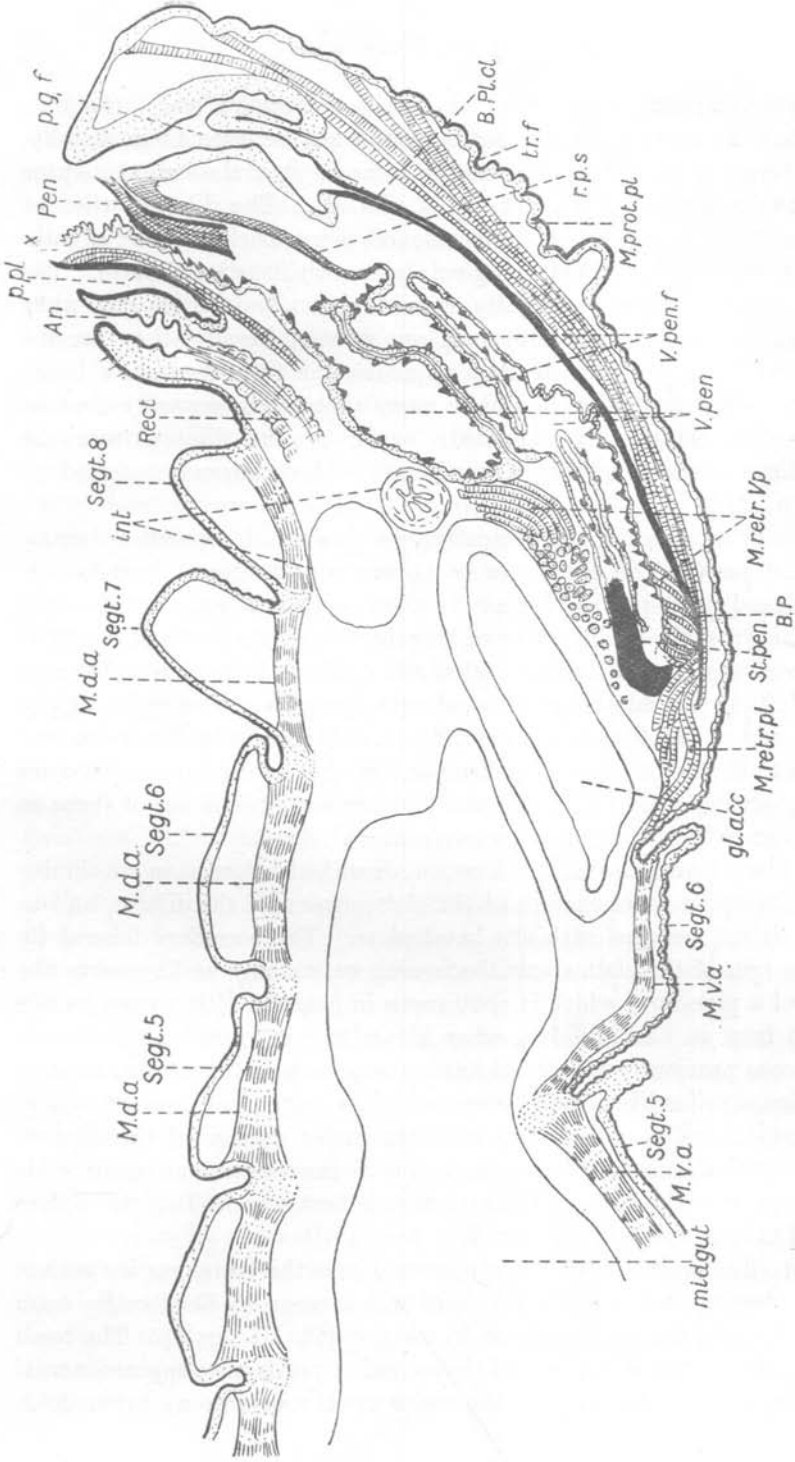 p.g.f
Pen
x
p.pl
An
Rect
Segt.8
int
Segt.7
M.d.a
Segt.6
M.d.a
Segt.5
M.d.a
B.Pl.cl
tr.f
r.p.s
M.prot.pl
V.pen.f
V.pen
M.retr.Vp
B.P
St.pen
M.retr.pl
gl.acc
Segt.6
M.v.a
Segt.5
M.v.a
midgut